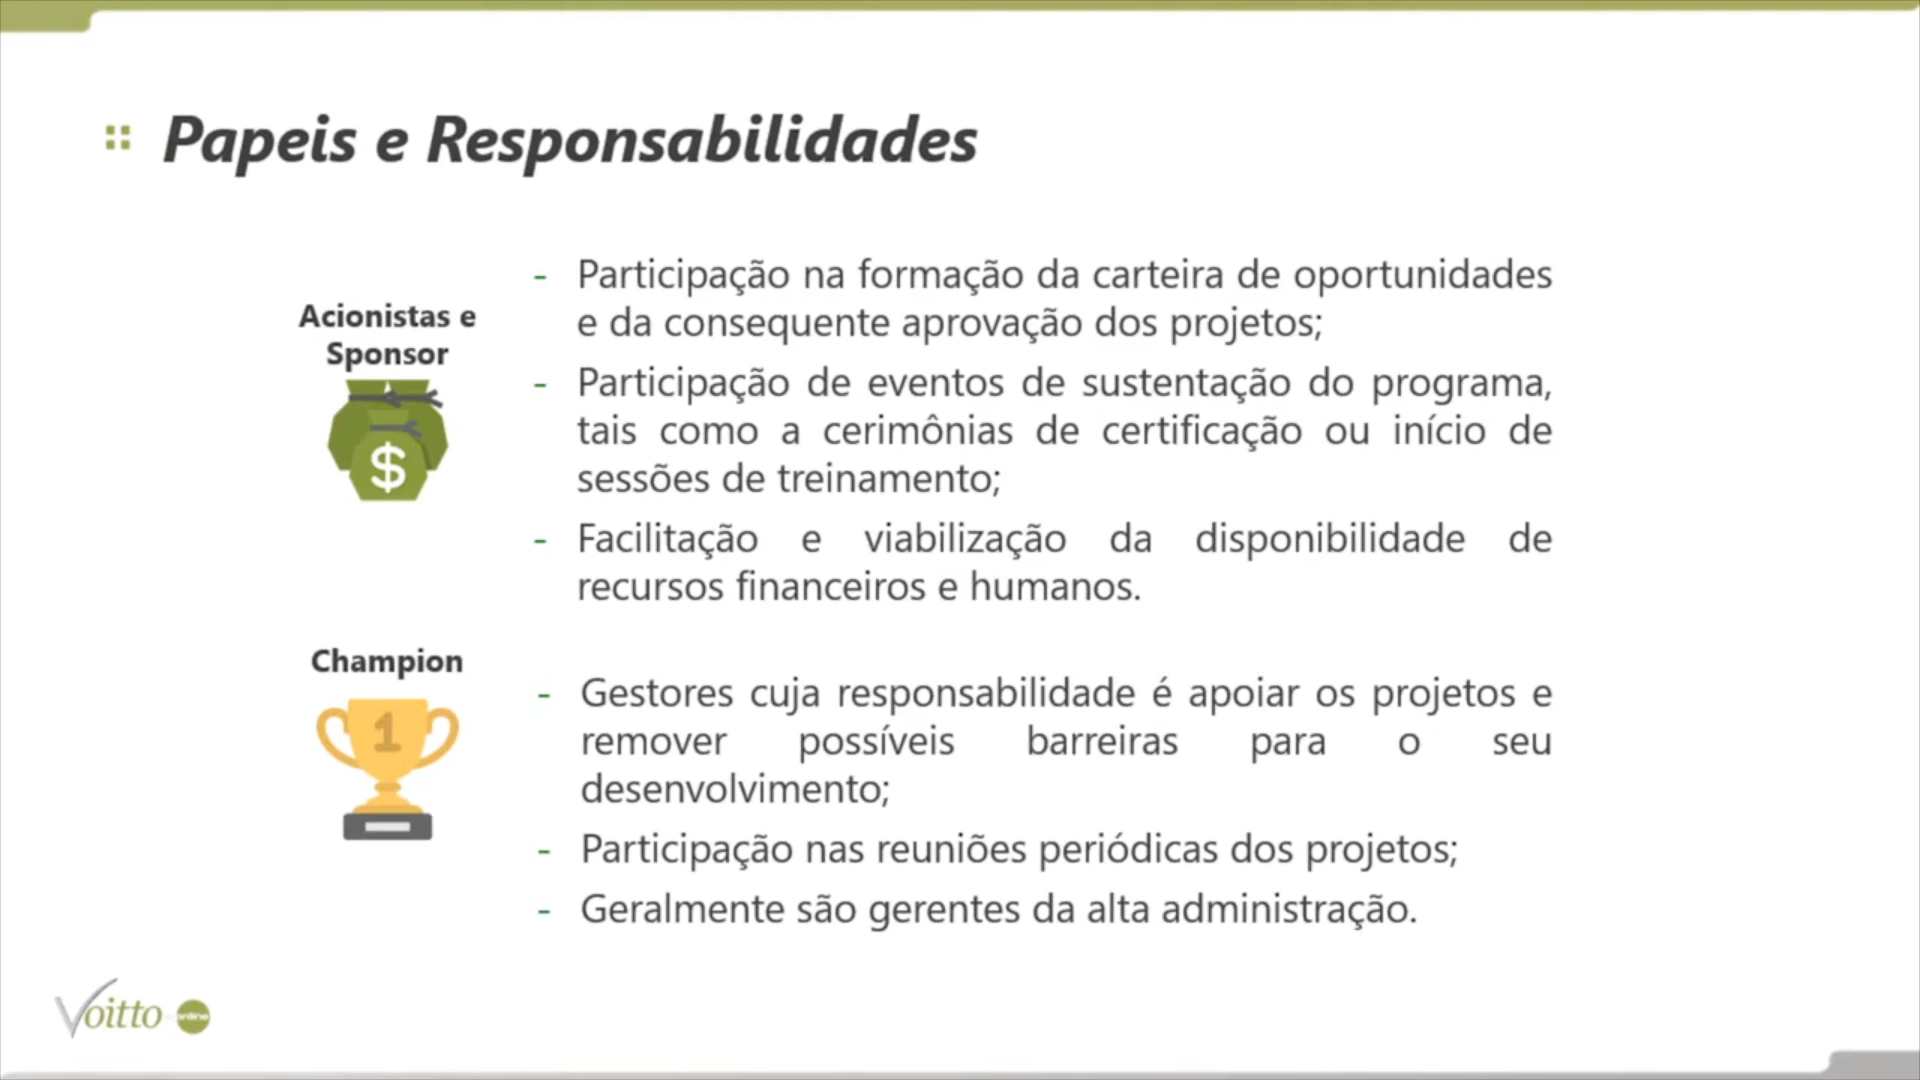 Papeis e Responsabilidades
Acionistas e
Sponsor
$
- Participação na formação da carteira de oportunidades
e da consequente aprovação dos projetos;
- Participação de eventos de sustentação do programa,
tais como a cerimônias de certificação ou início de
sessões de treinamento;
- Facilitação e viabilização da disponibilidade de
recursos financeiros e humanos.
Champion
1
- Gestores cuja responsabilidade é apoiar os projetos e
remover possíveis barreiras para o seu
desenvolvimento;
- Participação nas reuniões periódicas dos projetos;
- Geralmente são gerentes da alta administração.
Voitto online